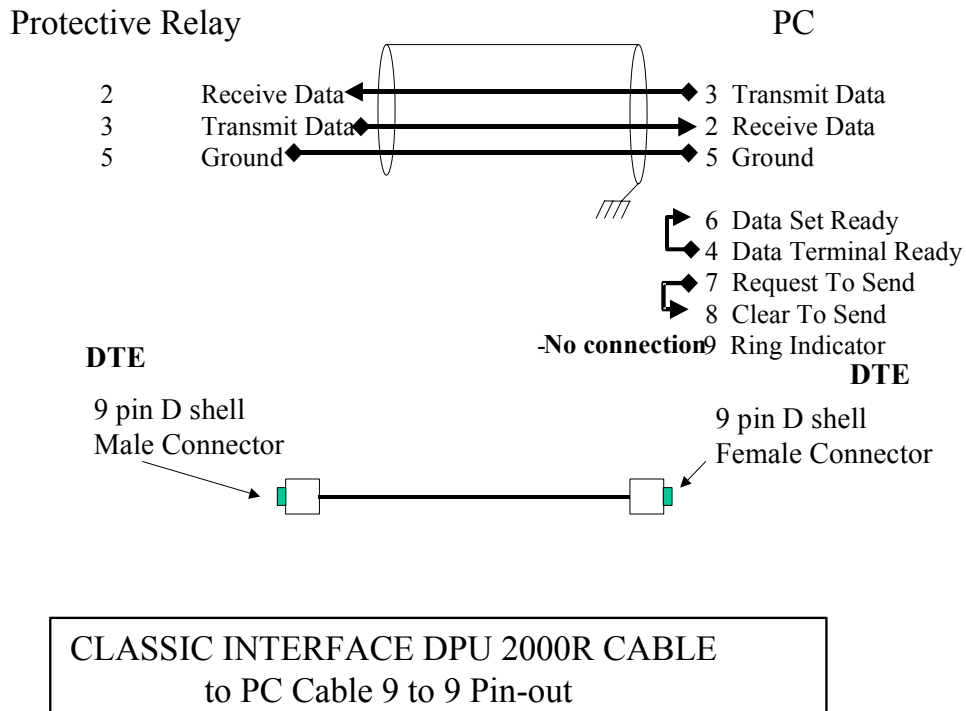 Protective Relay PC
2 Receive Data 3 Transmit Data
3 Transmit Data 2 Receive Data
5 Ground 5 Ground
6 Data Set Ready
4 Data Terminal Ready
7 Request To Send
8 Clear To Send
-No connection 9 Ring Indicator
DTE
DTE
9 pin D shell
Male Connector
9 pin D shell
Female Connector
CLASSIC INTERFACE DPU 2000R CABLE
to PC Cable 9 to 9 Pin-out